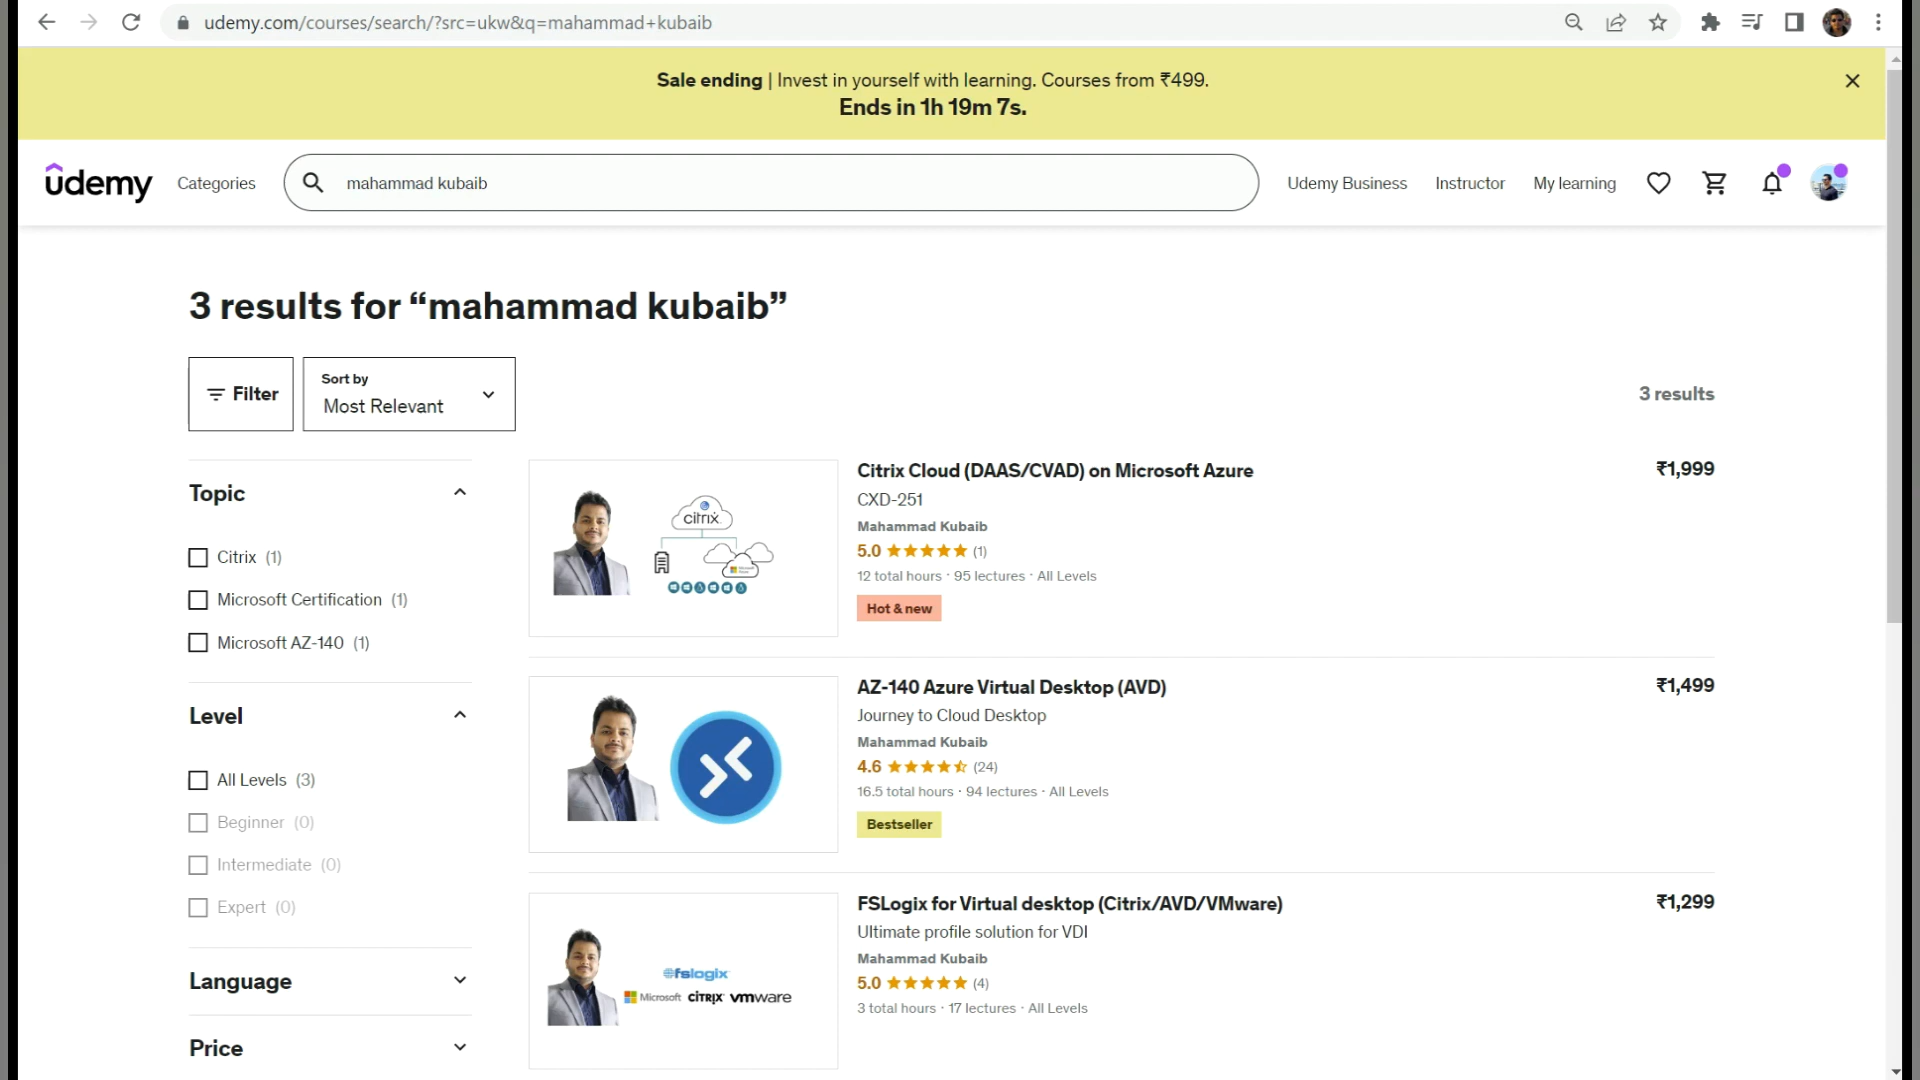 udemy.com/courses/search/?src=ukw&q=mahammad+kubaib
Sale ending | Invest in yourself with learning. Courses from ₹499.
Ends in 1h 19m 7s.
udemy
Categories
mahammad kubaib
Udemy Business
Instructor
My learning
3 results for “mahammad kubaib”
Filter
Sort by
Most Relevant
3 results
Topic
Citrix (1)
Microsoft Certification (1)
Microsoft AZ-140 (1)
Level
All Levels (3)
Beginner (0)
Intermediate (0)
Expert (0)
Language
Price
citrix
Citrix Cloud (DAAS/CVAD) on Microsoft Azure
₹1,999
CXD-251
Mahammad Kubaib
5.0 (1)
12 total hours · 95 lectures · All Levels
Hot & new
AZ-140 Azure Virtual Desktop (AVD)
₹1,499
Journey to Cloud Desktop
Mahammad Kubaib
4.6 (24)
16.5 total hours · 94 lectures · All Levels
Bestseller
fslogix
Microsoft CITRIX vmware
FSLogix for Virtual desktop (Citrix/AVD/VMware)
₹1,299
Ultimate profile solution for VDI
Mahammad Kubaib
5.0 (4)
3 total hours · 17 lectures · All Levels